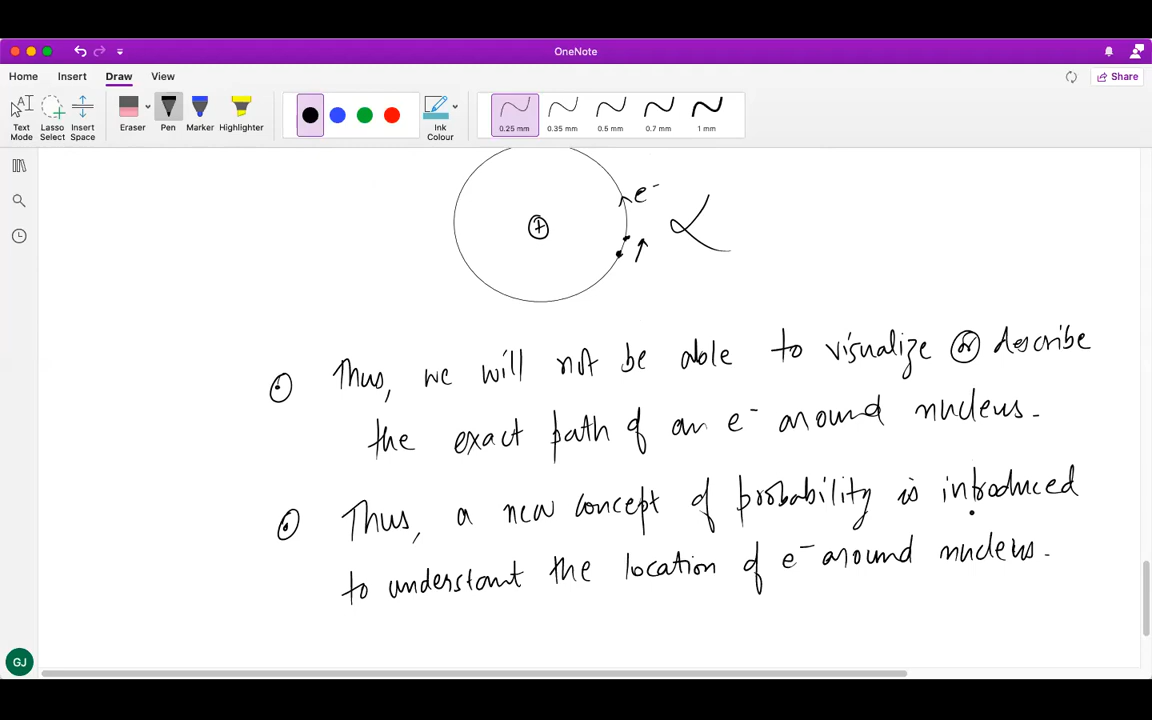 OneNote
Home Insert Draw View
Share
Text Mode
Lasso Select
Insert Space
Eraser
Pen
Marker
Highlighter
Ink Colour
0.25 mm
0.35 mm
0.5 mm
0.7 mm
1 mm
+
e⁻
Thus, we will not be able to visualize or describe
the exact path of an e⁻ around nucleus.
Thus, a new concept of probability is introduced
to understant the location of e⁻ around nucleus.
GJ